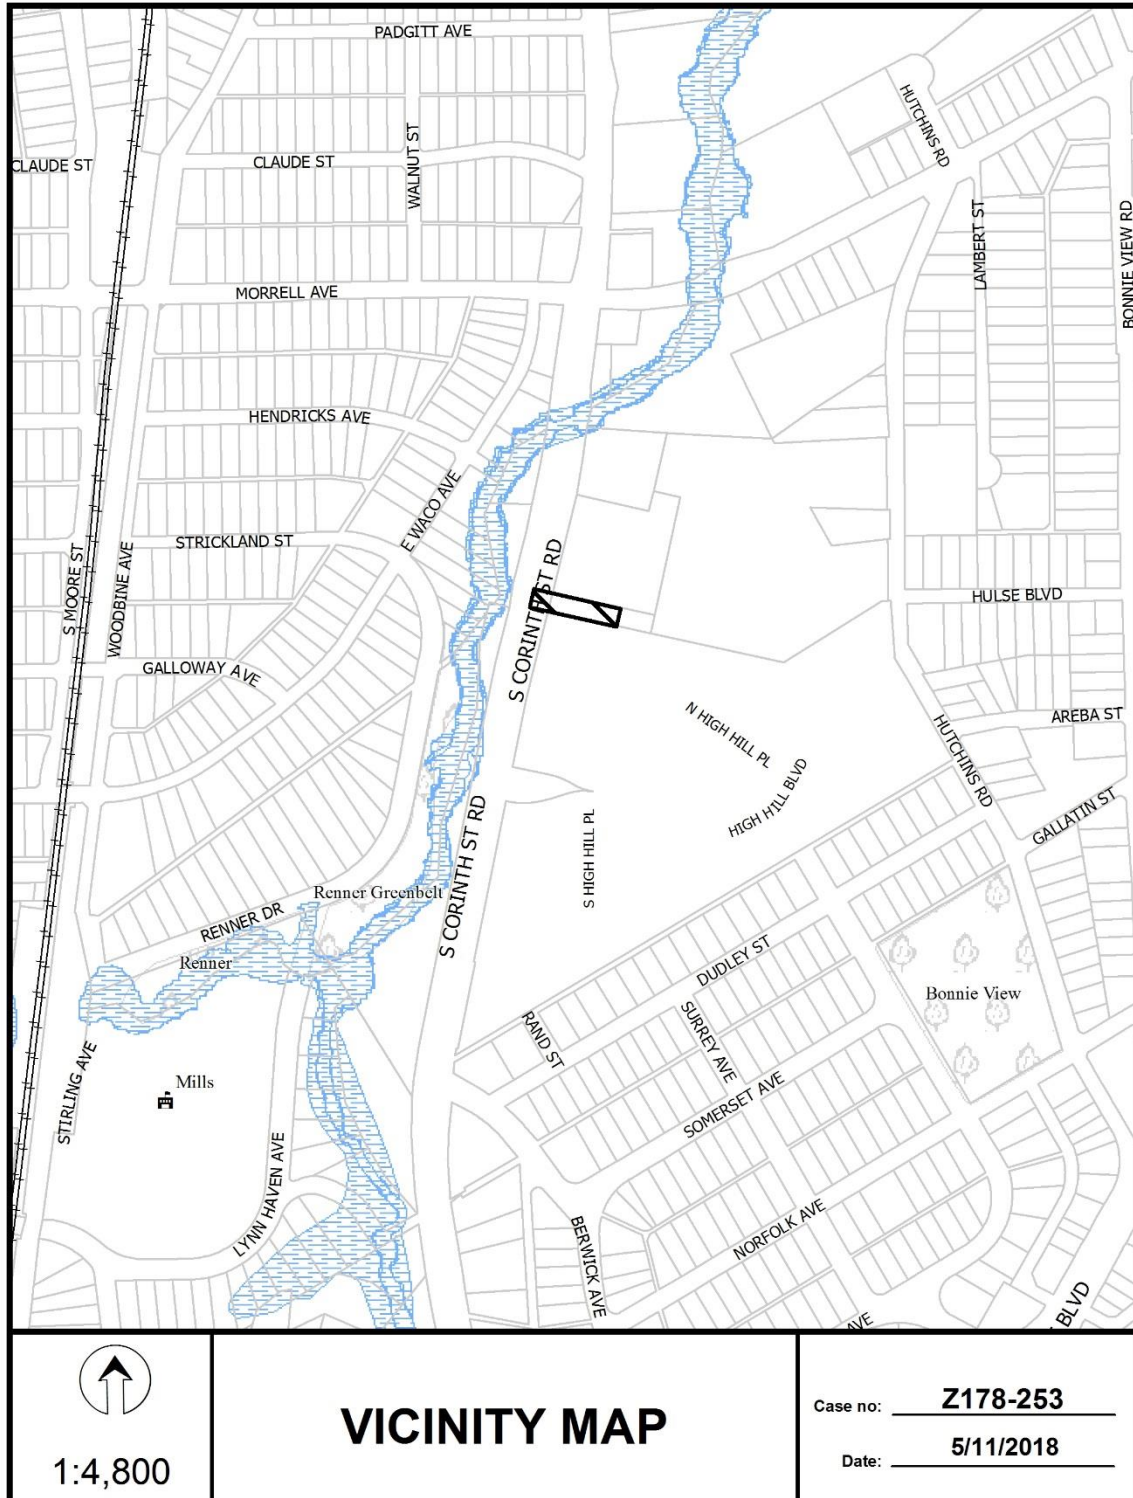 PADGITT AVE
HUTCHINS RD
CLAUDE ST
CLAUDE ST
WALNUT ST
LAMBERT ST
BONNIE VIEW RD
MORRELL AVE
HENDRICKS AVE
E WACO AVE
STRICKLAND ST
S MOORE ST
WOODBINE AVE
S CORINTH ST RD
HULSE BLVD
GALLOWAY AVE
N HIGH HILL PL
AREBA ST
HUTCHINS RD
HIGH HILL BLVD
GALLATIN ST
S HIGH HILL PL
S CORINTH ST RD
Renner Greenbelt
RENNER DR
Renner
DUDLEY ST
Bonnie View
RAND ST
SURREY AVE
STIRLING AVE
Mills
SOMERSET AVE
LYNN HAVEN AVE
BERWICK AVE
NORFOLK AVE
AVE
BLVD
1:4,800
VICINITY MAP
Case no: Z178-253
Date: 5/11/2018